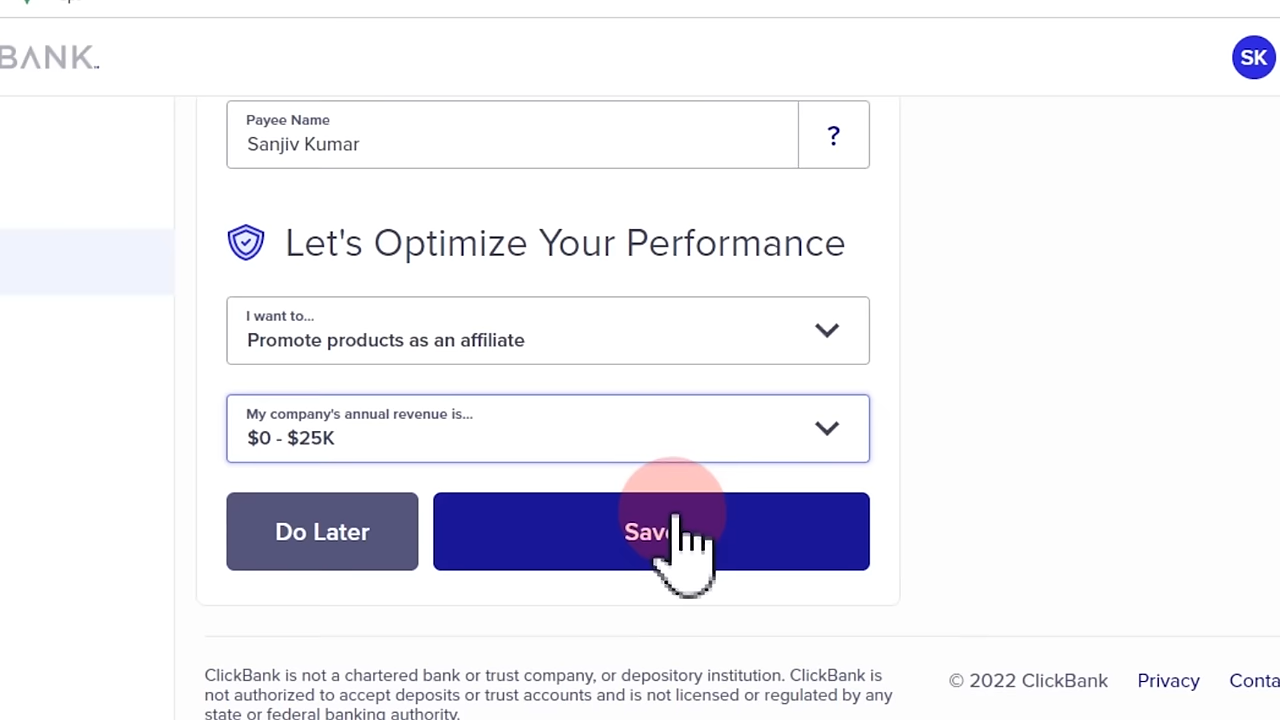 BANK
SK
Payee Name
Sanjiv Kumar
?
Let's Optimize Your Performance
I want to...
Promote products as an affiliate
My company's annual revenue is...
$0 - $25K
Do Later
Save
ClickBank is not a chartered bank or trust company, or depository institution. ClickBank is
not authorized to accept deposits or trust accounts and is not licensed or regulated by any
state or federal banking authority.
© 2022 ClickBank
Privacy
Conta